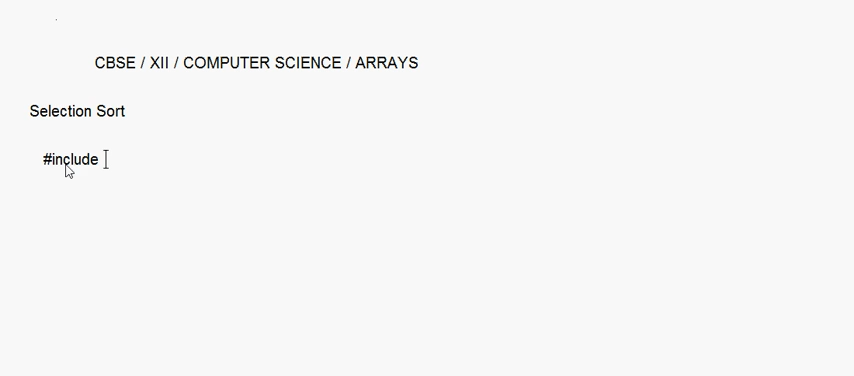 CBSE / XII / COMPUTER SCIENCE / ARRAYS
Selection Sort
#include